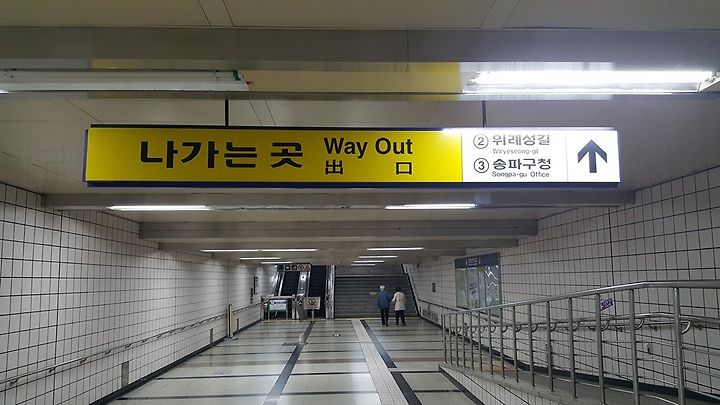 나가는 곳 Way Out
出 口
② 위례성길
Wiryeseong-gil
③ 송파구청
Songpa-gu Office